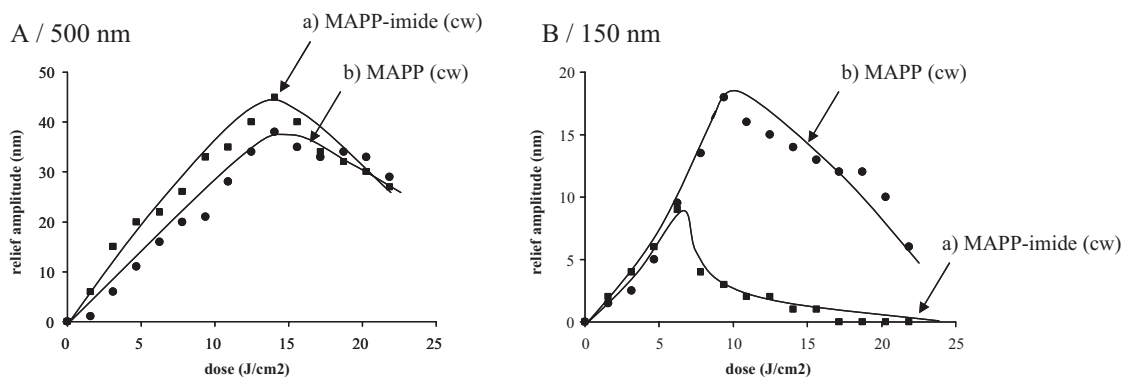 A / 500 nm
a) MAPP-imide (cw)
b) MAPP (cw)
50
40
30
20
10
0
relief amplitude (nm)
0 5 10 15 20 25
dose (J/cm2)
B / 150 nm
b) MAPP (cw)
a) MAPP-imide (cw)
20
15
10
5
0
relief amplitude (nm)
0 5 10 15 20 25
dose (J/cm2)